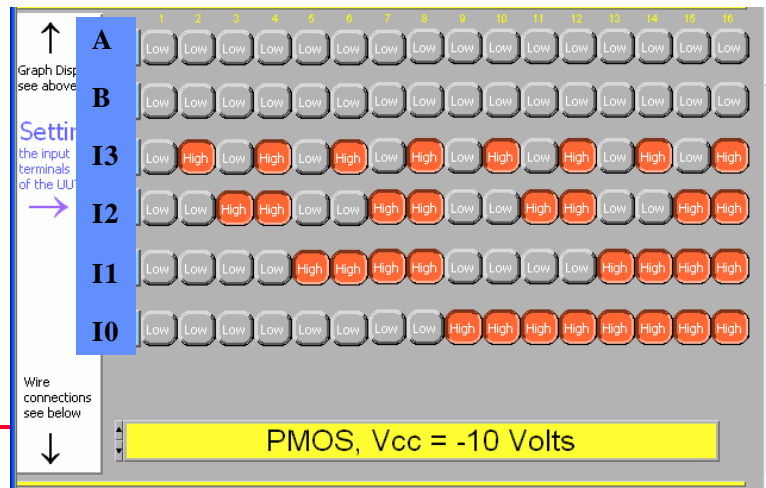 1 2 3 4 5 6 7 8 9 10 11 12 13 14 15 16
A Low Low Low Low Low Low Low Low Low Low Low Low Low Low Low Low
Graph Disp
see above
B Low Low Low Low Low Low Low Low Low Low Low Low Low Low Low Low
Settin
the input
terminals
of the UU
I3 Low High Low High Low High Low High Low High Low High Low High Low High
I2 Low Low High High Low Low High High Low Low High High Low Low High High
I1 Low Low Low Low High High High High Low Low Low Low High High High High
I0 Low Low Low Low Low Low Low Low High High High High High High High High
Wire
connections
see below
PMOS, Vcc = -10 Volts